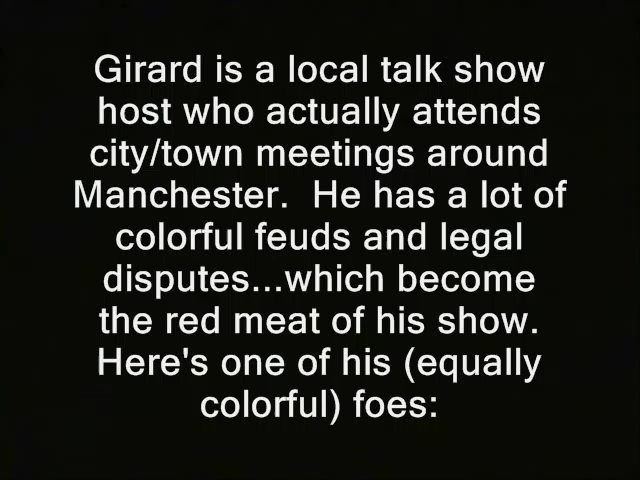 Girard is a local talk show
host who actually attends
city/town meetings around
Manchester.  He has a lot of
colorful feuds and legal
disputes...which become
the red meat of his show.
Here's one of his (equally
colorful) foes: